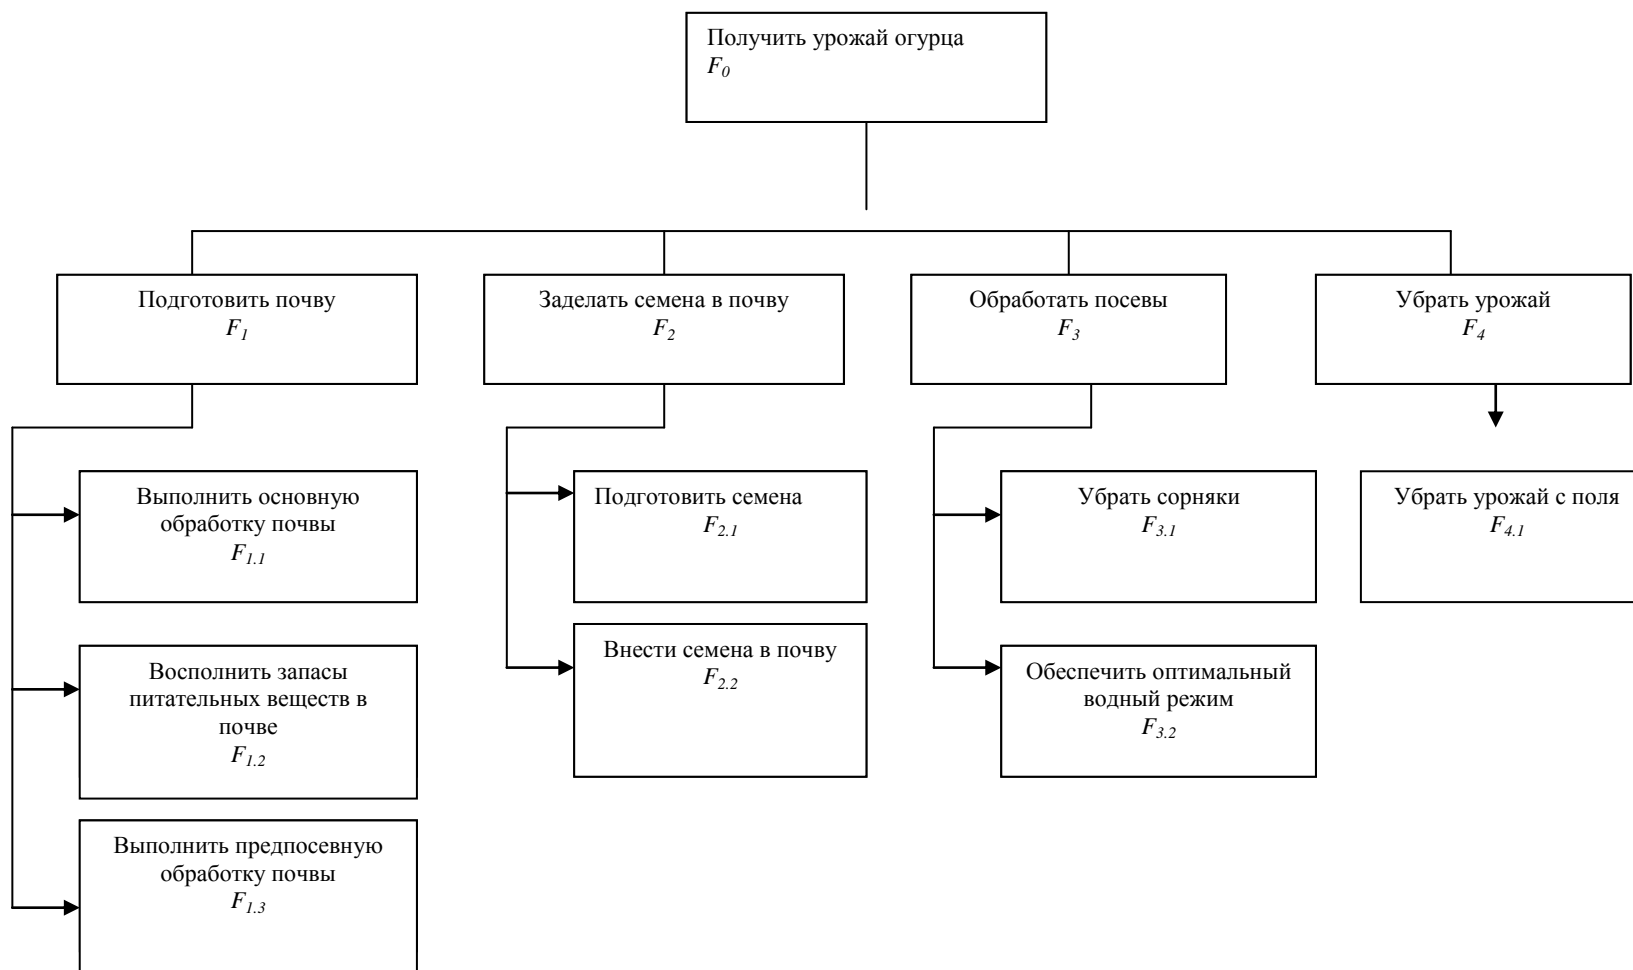 Получить урожай огурца
F0
Подготовить почву
F1
Заделать семена в почву
F2
Обработать посевы
F3
Убрать урожай
F4
Выполнить основную
обработку почвы
F1.1
Подготовить семена
F2.1
Убрать сорняки
F3.1
Убрать урожай с поля
F4.1
Восполнить запасы
питательных веществ в
почве
F1.2
Внести семена в почву
F2.2
Обеспечить оптимальный
водный режим
F3.2
Выполнить предпосевную
обработку почвы
F1.3